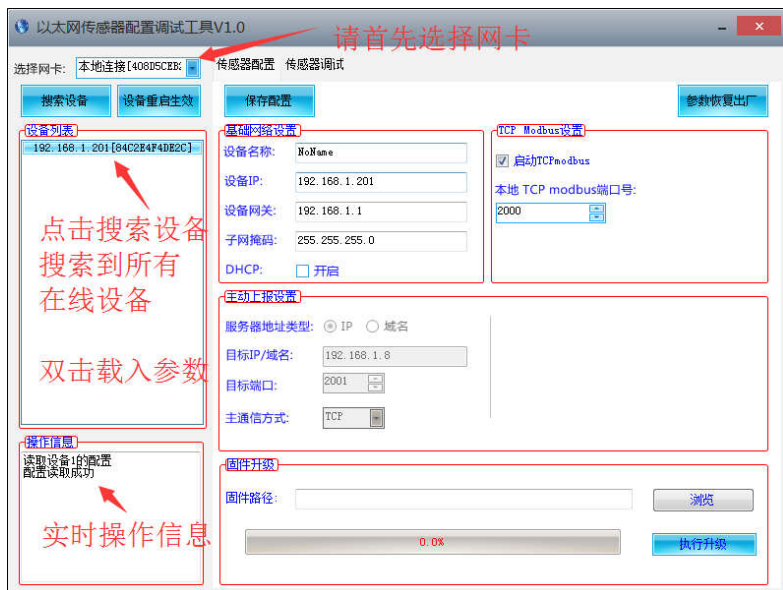 以太网传感器配置调试工具V1.0
请首先选择网卡
选择网卡: 本地连接[408D5CEB:
传感器配置 传感器调试
搜索设备 设备重启生效 保存配置 参数恢复出厂
设备列表
192.168.1.201[84C2E4F4DE2C]
点击搜索设备
搜索到所有
在线设备
双击载入参数
基础网络设置
设备名称: NoName
设备IP: 192.168.1.201
设备网关: 192.168.1.1
子网掩码: 255.255.255.0
DHCP: 开启
TCP Modbus设置
启动TCPmodbus
本地 TCP modbus端口号:
2000
主动上报设置
服务器地址类型: IP 域名
目标IP/域名: 192.168.1.8
目标端口: 2001
主通信方式: TCP
操作信息
读取设备1的配置
配置读取成功
实时操作信息
固件升级
固件路径: 浏览
0.0% 执行升级